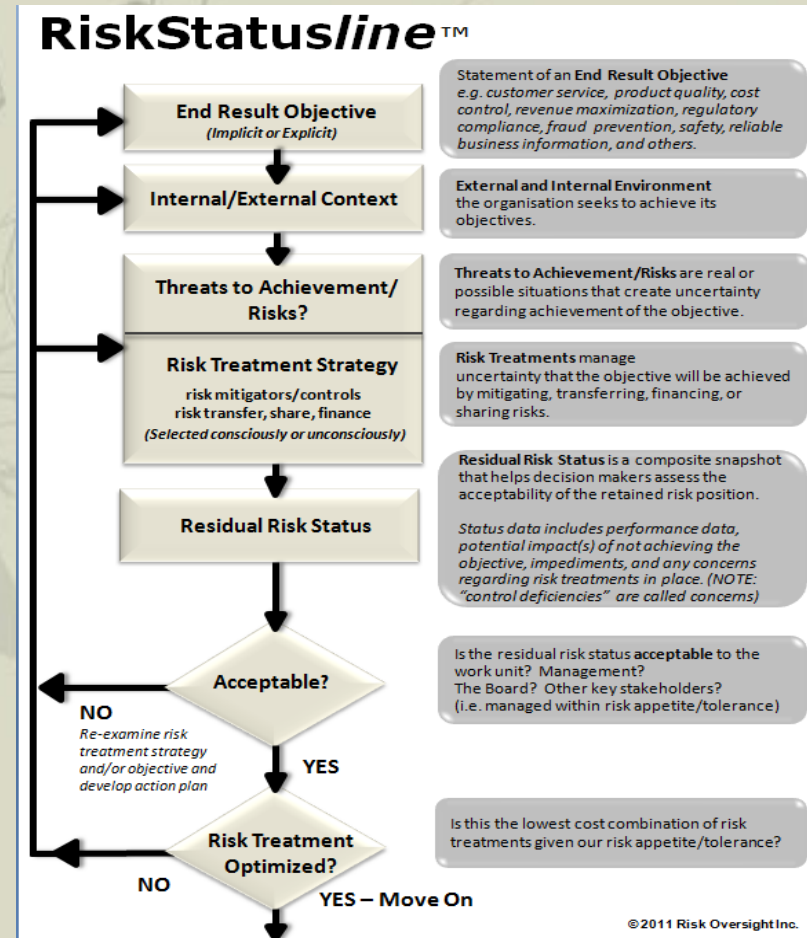 RiskStatusline™
End Result Objective
(Implicit or Explicit)
Statement of an End Result Objective
e.g. customer service, product quality, cost
control, revenue maximization, regulatory
compliance, fraud prevention, safety, reliable
business information, and others.
Internal/External Context
External and Internal Environment
the organisation seeks to achieve its
objectives.
Threats to Achievement/
Risks?
Threats to Achievement/Risks are real or
possible situations that create uncertainty
regarding achievement of the objective.
Risk Treatment Strategy
risk mitigators/controls
risk transfer, share, finance
(Selected consciously or unconsciously)
Risk Treatments manage
uncertainty that the objective will be achieved
by mitigating, transferring, financing, or
sharing risks.
Residual Risk Status
Residual Risk Status is a composite snapshot
that helps decision makers assess the
acceptability of the retained risk position.
Status data includes performance data,
potential impact(s) of not achieving the
objective, impediments, and any concerns
regarding risk treatments in place. (NOTE:
“control deficiencies” are called concerns)
Acceptable?
Is the residual risk status acceptable to the
work unit? Management?
The Board? Other key stakeholders?
(i.e. managed within risk appetite/tolerance)
NO
Re-examine risk
treatment strategy
and/or objective and
develop action plan
YES
Risk Treatment
Optimized?
Is this the lowest cost combination of risk
treatments given our risk appetite/tolerance?
NO
YES – Move On
©2011 Risk Oversight Inc.